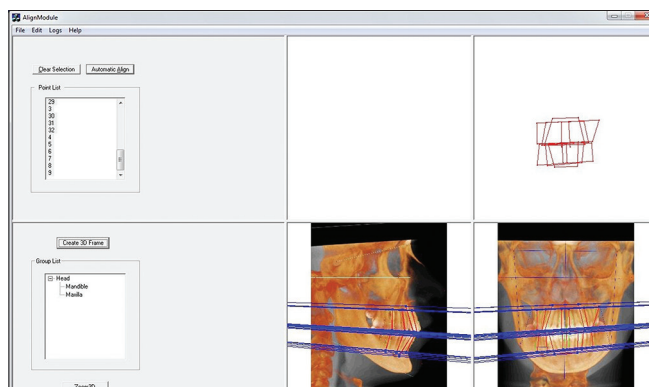 AlignModule
File Edit Logs Help
Clear Selection Automatic Align
Point List
29
3
30
31
32
4
5
6
7
8
9
Create 3D Frame
Group List
Head
Mandible
Maxilla